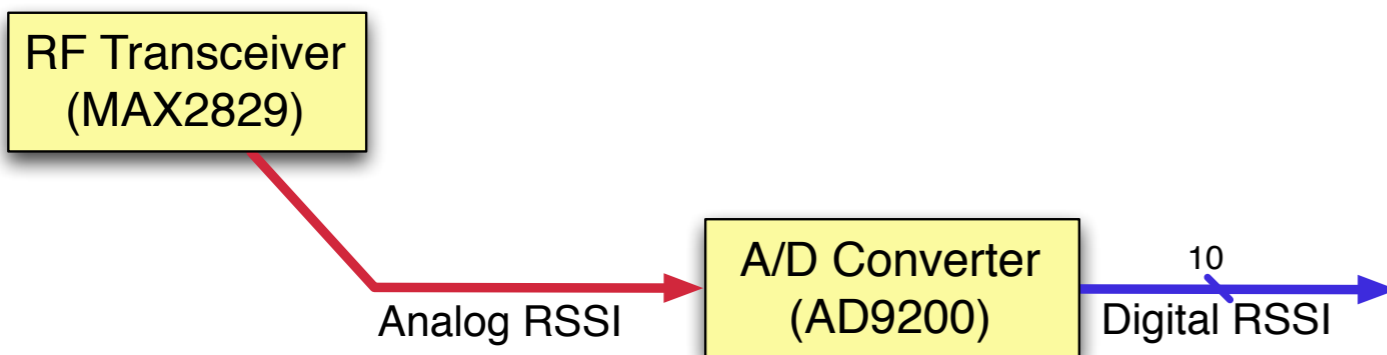 RF Transceiver
(MAX2829)
Analog RSSI
A/D Converter
(AD9200)
10
Digital RSSI